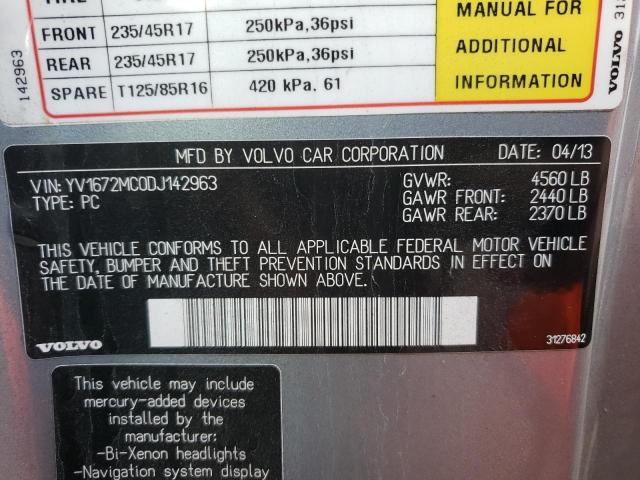 142963
FRONT 235/45R17 250kPa,36psi
REAR 235/45R17 250kPa,36psi
SPARE T125/85R16 420 kPa, 61
MANUAL FOR
ADDITIONAL
INFORMATION
VOLVO
MFD BY VOLVO CAR CORPORATION DATE: 04/13
VIN: YV1672MC0DJ142963 GVWR: 4560 LB
TYPE: PC GAWR FRONT: 2440 LB
GAWR REAR: 2370 LB
THIS VEHICLE CONFORMS TO ALL APPLICABLE FEDERAL MOTOR VEHICLE
SAFETY, BUMPER AND THEFT PREVENTION STANDARDS IN EFFECT ON
THE DATE OF MANUFACTURE SHOWN ABOVE.
VOLVO 31276842
This vehicle may include
mercury-added devices
installed by the
manufacturer:
-Bi-Xenon headlights
-Navigation system display